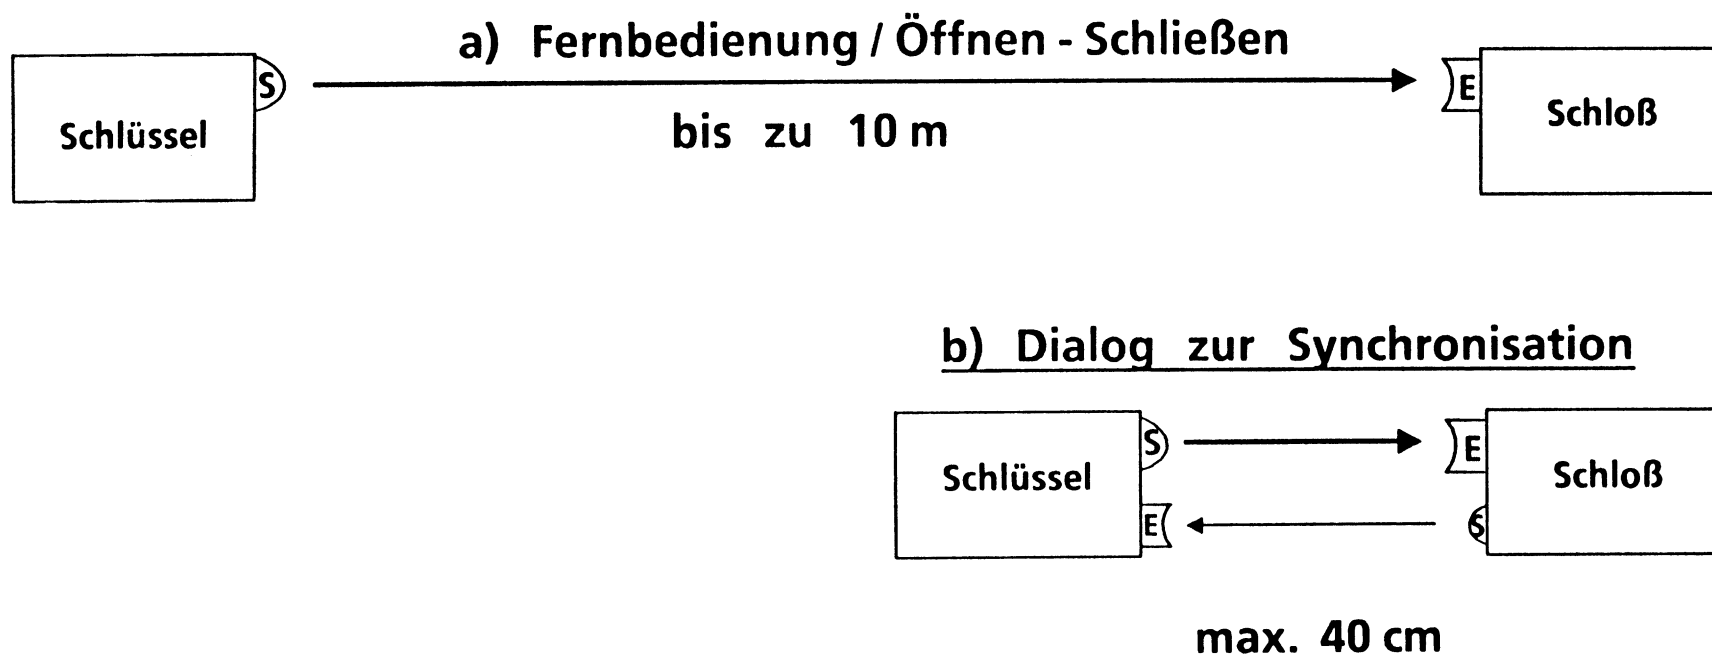 a) Fernbedienung / Öffnen - Schließen
S
E
Schlüssel
Schloß
bis zu 10 m
b) Dialog zur Synchronisation
S
E
Schlüssel
Schloß
E
S
max. 40 cm